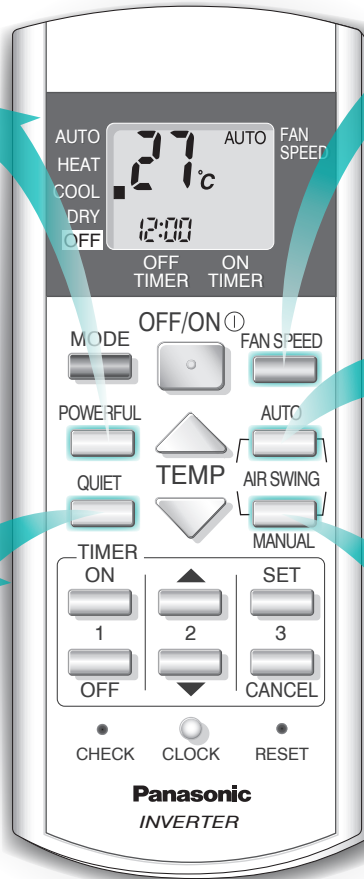 AUTO
HEAT
COOL
DRY
OFF
27°c
AUTO
FAN
SPEED
12:00
OFF
TIMER
ON
TIMER
OFF/ON
MODE
FAN SPEED
POWERFUL
AUTO
TEMP
QUIET
AIR SWING
MANUAL
TIMER
ON
SET
1
2
3
OFF
CANCEL
CHECK
CLOCK
RESET
Panasonic
INVERTER